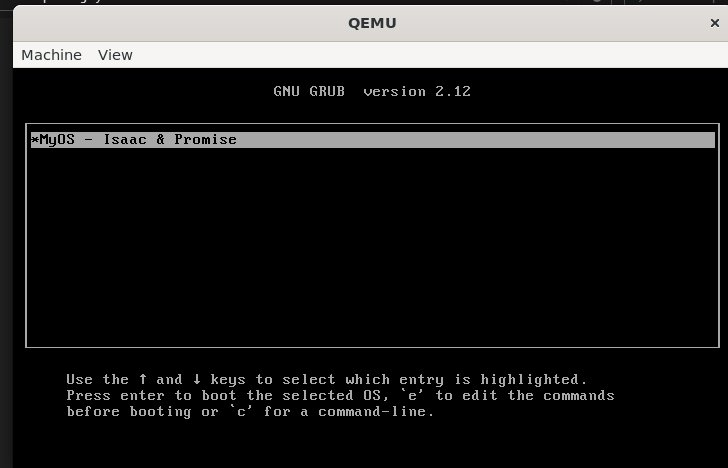 QEMU
Machine View
GNU GRUB version 2.12
*MyOS - Isaac & Promise
Use the ↑ and ↓ keys to select which entry is highlighted.
Press enter to boot the selected OS, `e' to edit the commands
before booting or `c' for a command-line.